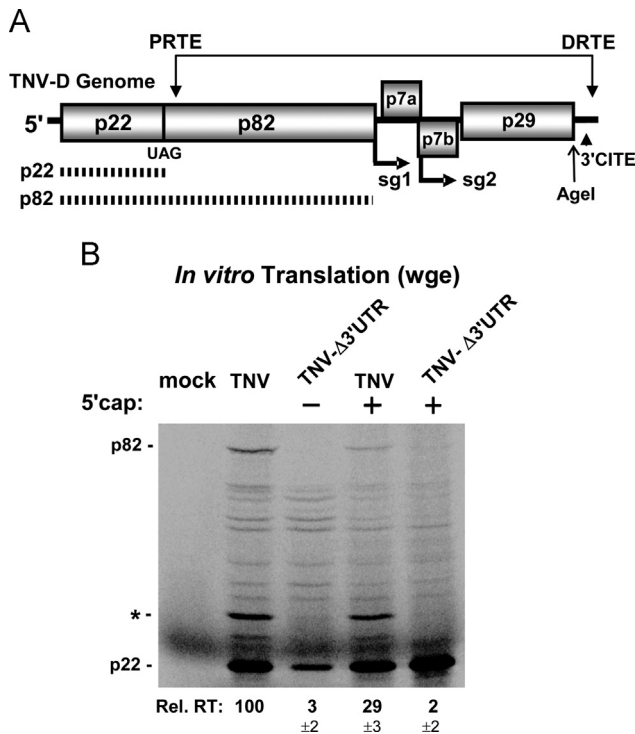 A
PRTE DRTE
TNV-D Genome
5' p22 p82 p7a p7b p29
UAG
3'CITE
p22
sg1 sg2
AgeI
p82
B
In vitro Translation (wge)
mock TNV TNV-Δ3'UTR TNV TNV-Δ3'UTR
5'cap: – + +
p82 -
* -
p22 -
Rel. RT: 100 3 29 2
±2 ±3 ±2